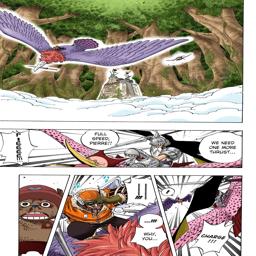 WE NEED
ONE MORE
THRUST...
FULL
SPEED,
PIERRE!!
CHARGE
!!!
!!
...!!!
WHY,
YOU...